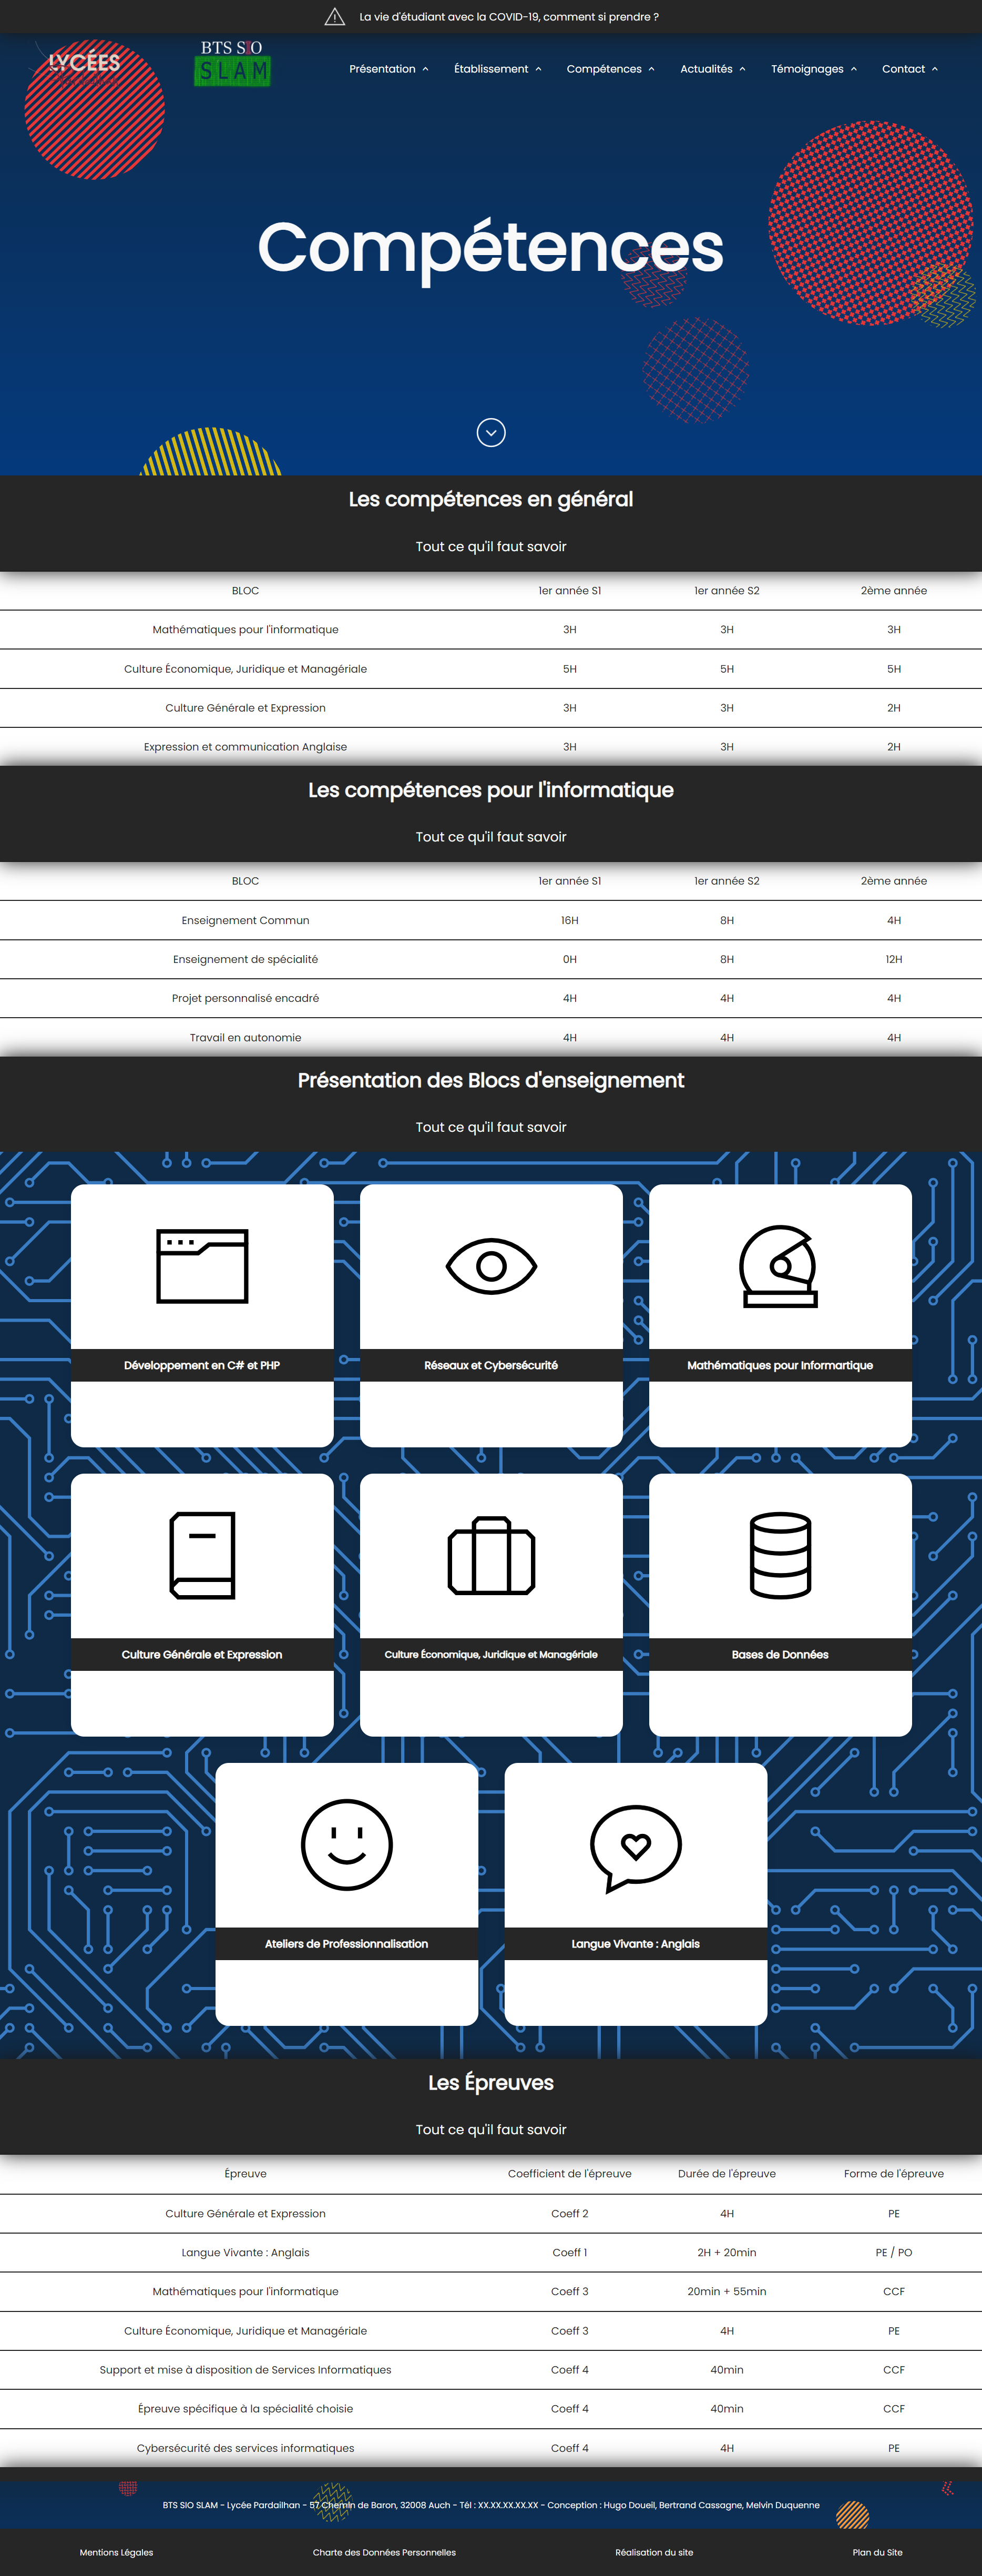 La vie d'étudiant avec la COVID-19, comment si prendre ?
LYCÉES
BTS SIO
SLAM
Présentation
Établissement
Compétences
Actualités
Témoignages
Contact
Compétences
Les compétences en général
Tout ce qu'il faut savoir
BLOC 1er année S1 1er année S2 2ème année
Mathématiques pour l'informatique 3H 3H 3H
Culture Économique, Juridique et Managériale 5H 5H 5H
Culture Générale et Expression 3H 3H 2H
Expression et communication Anglaise 3H 3H 2H
Les compétences pour l'informatique
Tout ce qu'il faut savoir
BLOC 1er année S1 1er année S2 2ème année
Enseignement Commun 16H 8H 4H
Enseignement de spécialité 0H 8H 12H
Projet personnalisé encadré 4H 4H 4H
Travail en autonomie 4H 4H 4H
Présentation des Blocs d'enseignement
Tout ce qu'il faut savoir
Développement en C# et PHP
Réseaux et Cybersécurité
Mathématiques pour Informartique
Culture Générale et Expression
Culture Économique, Juridique et Managériale
Bases de Données
Ateliers de Professionnalisation
Langue Vivante : Anglais
Les Épreuves
Tout ce qu'il faut savoir
Épreuve Coefficient de l'épreuve Durée de l'épreuve Forme de l'épreuve
Culture Générale et Expression Coeff 2 4H PE
Langue Vivante : Anglais Coeff 1 2H + 20min PE / PO
Mathématiques pour l'informatique Coeff 3 20min + 55min CCF
Culture Économique, Juridique et Managériale Coeff 3 4H PE
Support et mise à disposition de Services Informatiques Coeff 4 40min CCF
Épreuve spécifique à la spécialité choisie Coeff 4 40min CCF
Cybersécurité des services informatiques Coeff 4 4H PE
BTS SIO SLAM - Lycée Pardailhan - 57 Chemin de Baron, 32008 Auch - Tél : XX.XX.XX.XX.XX - Conception : Hugo Doueil, Bertrand Cassagne, Melvin Duquenne
Mentions Légales
Charte des Données Personnelles
Réalisation du site
Plan du Site